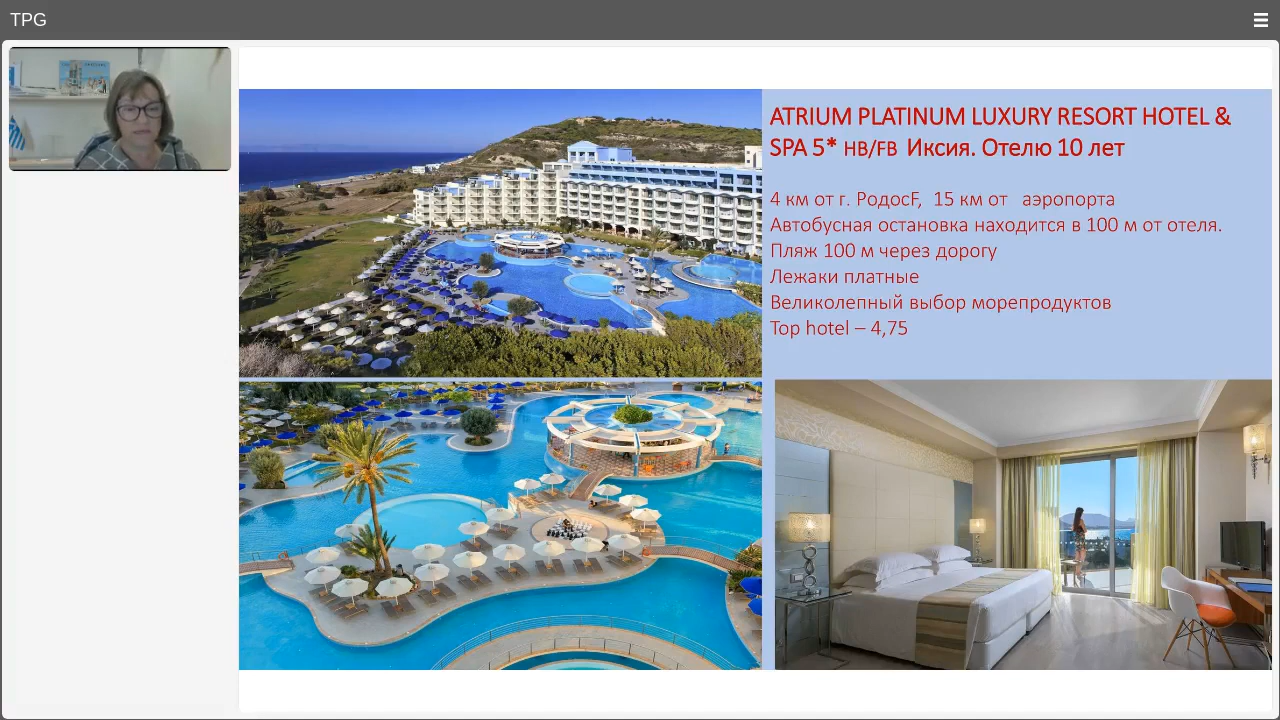 TPG
ATRIUM PLATINUM LUXURY RESORT HOTEL &
SPA 5* HB/FB Иксия. Отелю 10 лет
4 км от г. РодосF, 15 км от аэропорта
Автобусная остановка находится в 100 м от отеля.
Пляж 100 м через дорогу
Лежаки платные
Великолепный выбор морепродуктов
Top hotel – 4,75